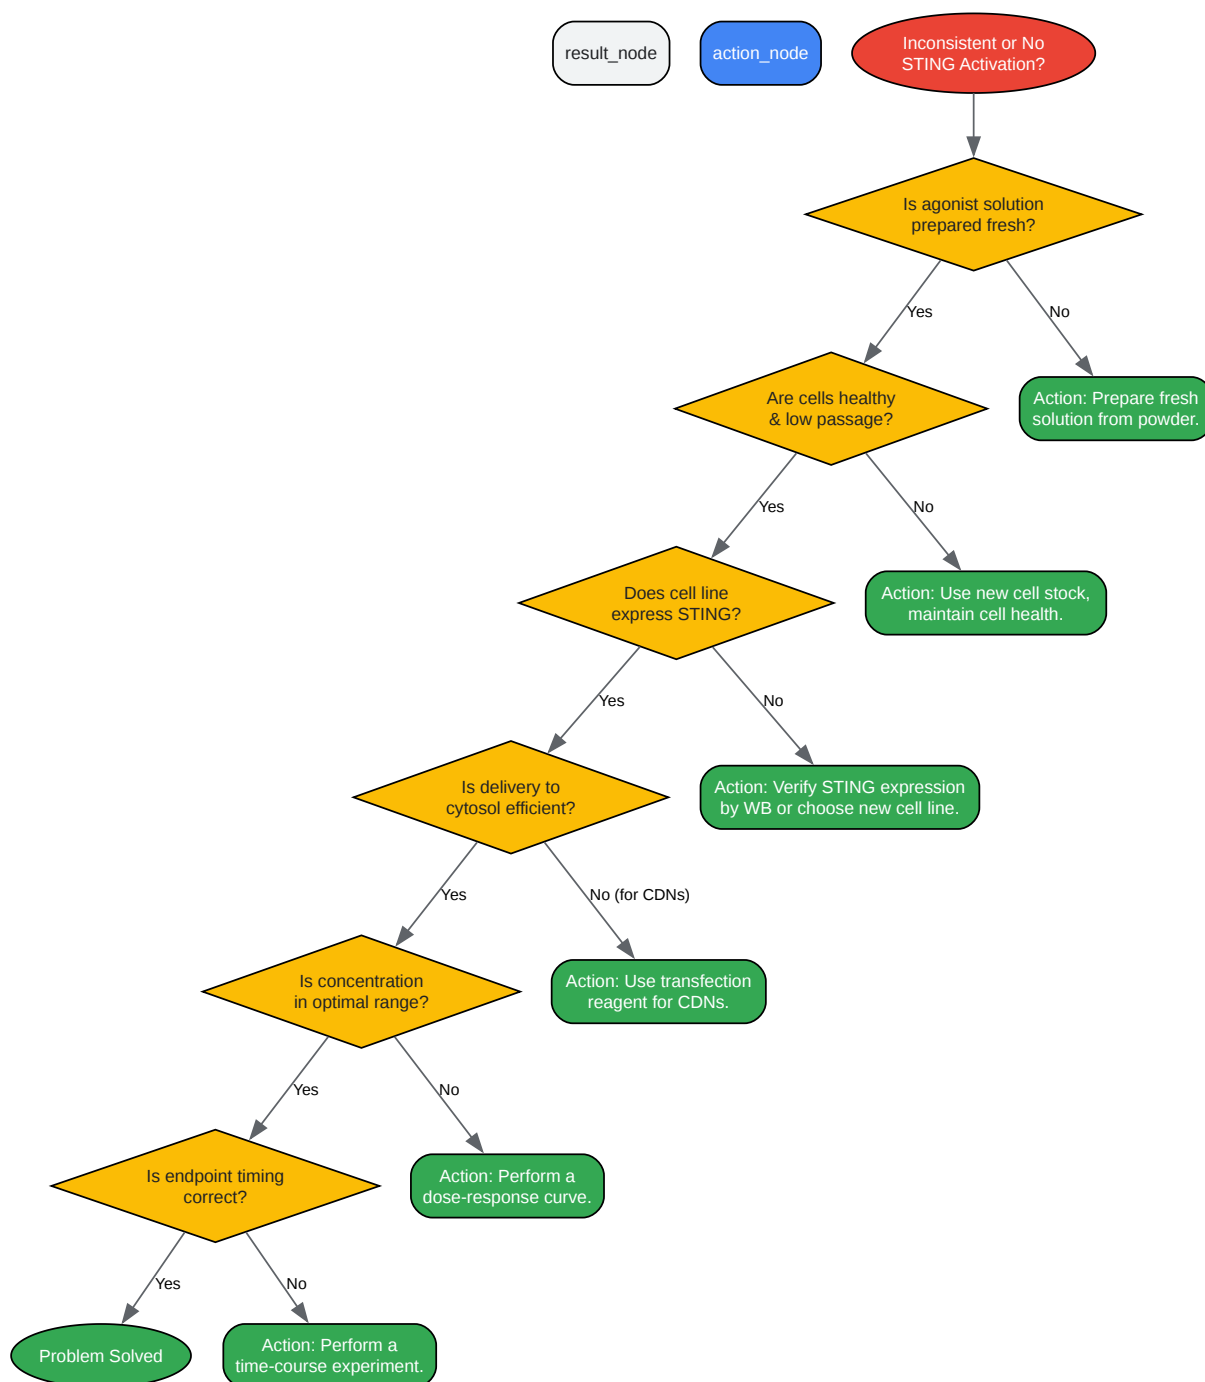 result_node
action_node
Inconsistent or No
STING Activation?
Is agonist solution
prepared fresh?
Yes
No
Are cells healthy
& low passage?
Action: Prepare fresh
solution from powder.
Yes
No
Does cell line
express STING?
Action: Use new cell stock,
maintain cell health.
Yes
No
Is delivery to
cytosol efficient?
Action: Verify STING expression
by WB or choose new cell line.
Yes
No (for CDNs)
Is concentration
in optimal range?
Action: Use transfection
reagent for CDNs.
Yes
No
Is endpoint timing
correct?
Action: Perform a
dose-response curve.
Yes
No
Problem Solved
Action: Perform a
time-course experiment.